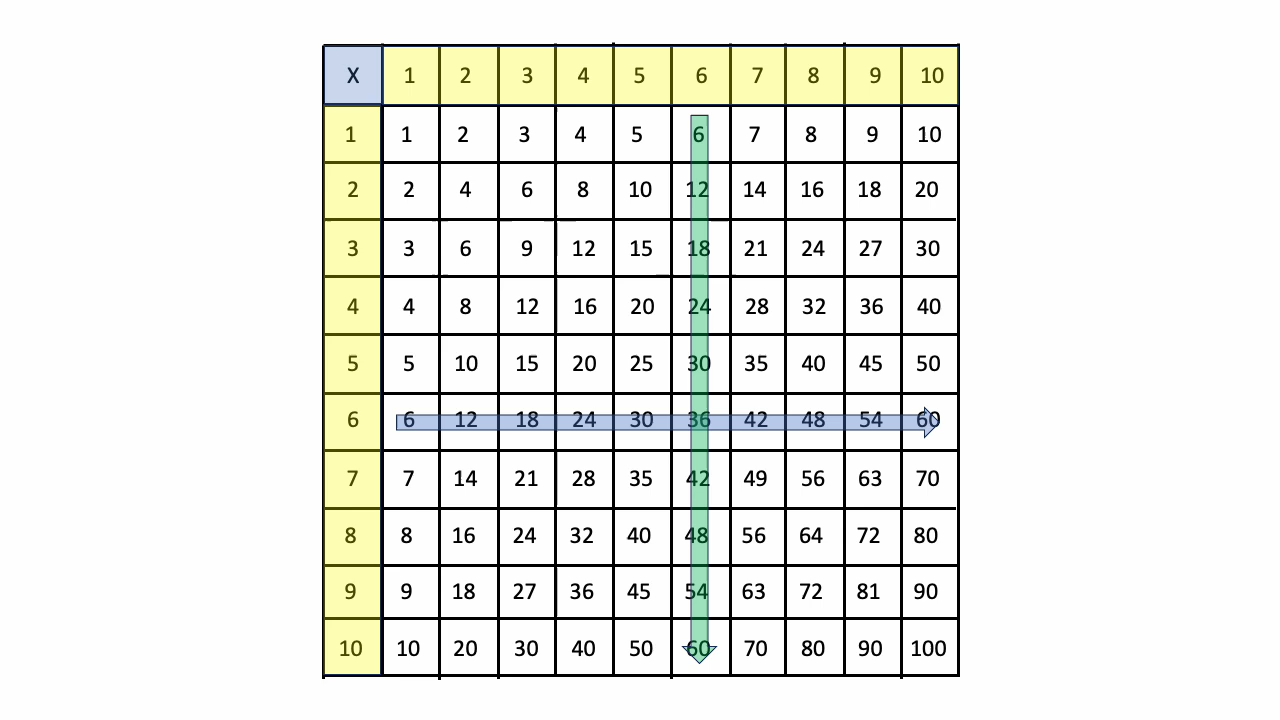 X 1 2 3 4 5 6 7 8 9 10
1 1 2 3 4 5 6 7 8 9 10
2 2 4 6 8 10 12 14 16 18 20
3 3 6 9 12 15 18 21 24 27 30
4 4 8 12 16 20 24 28 32 36 40
5 5 10 15 20 25 30 35 40 45 50
6 6 12 18 24 30 36 42 48 54 60
7 7 14 21 28 35 42 49 56 63 70
8 8 16 24 32 40 48 56 64 72 80
9 9 18 27 36 45 54 63 72 81 90
10 10 20 30 40 50 60 70 80 90 100